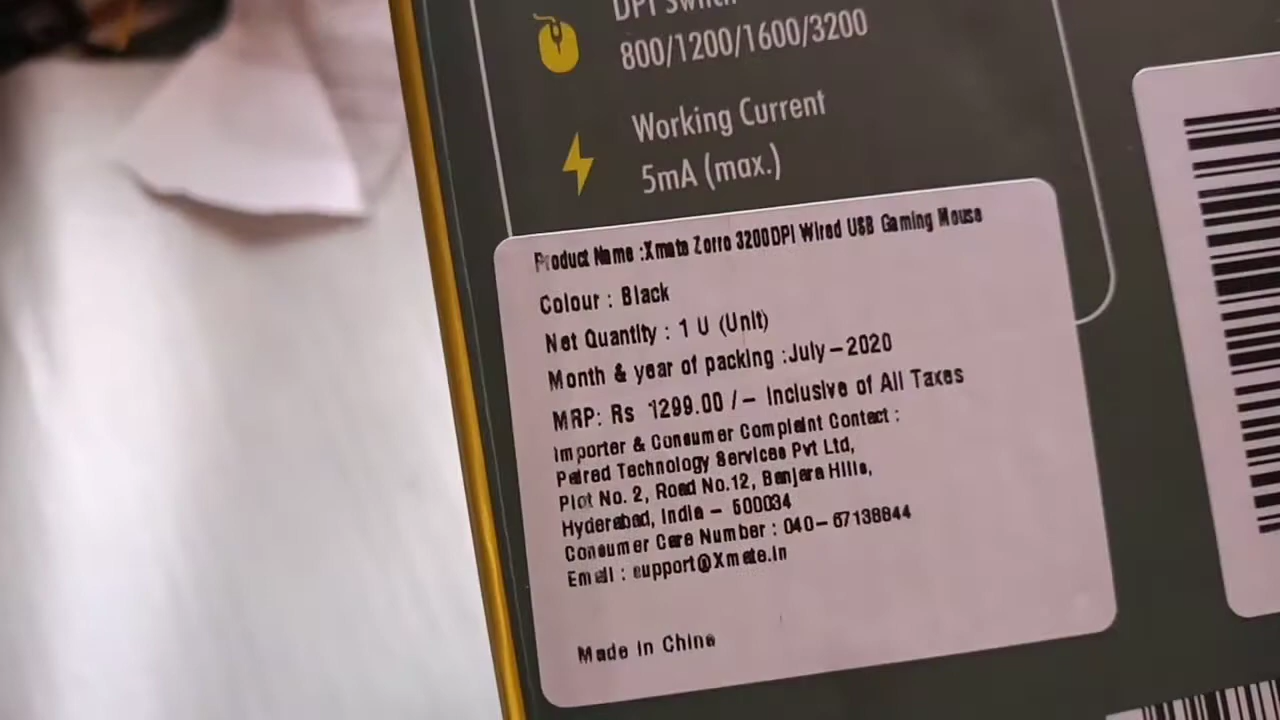 DPI Switch
800/1200/1600/3200
Working Current
5mA (max.)
Product Name :Xmate Zorro 3200DPI Wired USB Gaming Mouse
Colour : Black
Net Quantity : 1 U (Unit)
Month & year of packing :July-2020
MRP: Rs 1299.00 /- Inclusive of All Taxes
Importer & Consumer Complaint Contact :
Paired Technology Services Pvt Ltd,
Plot No. 2, Road No.12, Banjara Hills,
Hyderabad, India - 500034
Consumer Care Number : 040-67138844
Email : support@Xmate.in
Made in China